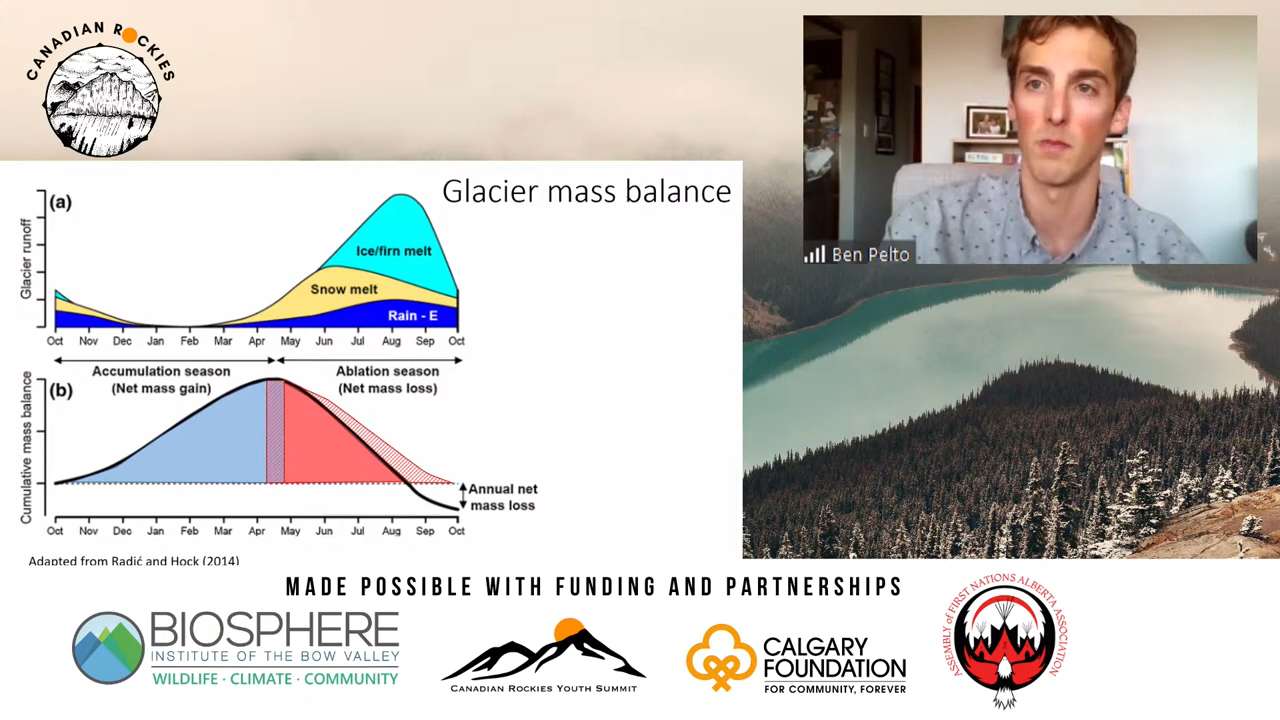 CANADIAN ROCKIES
Glacier mass balance
(a)
Glacier runoff
Ice/firn melt
Snow melt
Rain - E
Oct Nov Dec Jan Feb Mar Apr May Jun Jul Aug Sep Oct
Accumulation season
(Net mass gain)
Ablation season
(Net mass loss)
(b)
Cumulative mass balance
Annual net
mass loss
Oct Nov Dec Jan Feb Mar Apr May Jun Jul Aug Sep Oct
Adapted from Radić and Hock (2014)
Ben Pelto
MADE POSSIBLE WITH FUNDING AND PARTNERSHIPS
BIOSPHERE
INSTITUTE OF THE BOW VALLEY
WILDLIFE · CLIMATE · COMMUNITY
CANADIAN ROCKIES YOUTH SUMMIT
CALGARY
FOUNDATION
FOR COMMUNITY, FOREVER
ASSEMBLY of FIRST NATIONS ALBERTA ASSOCIATION